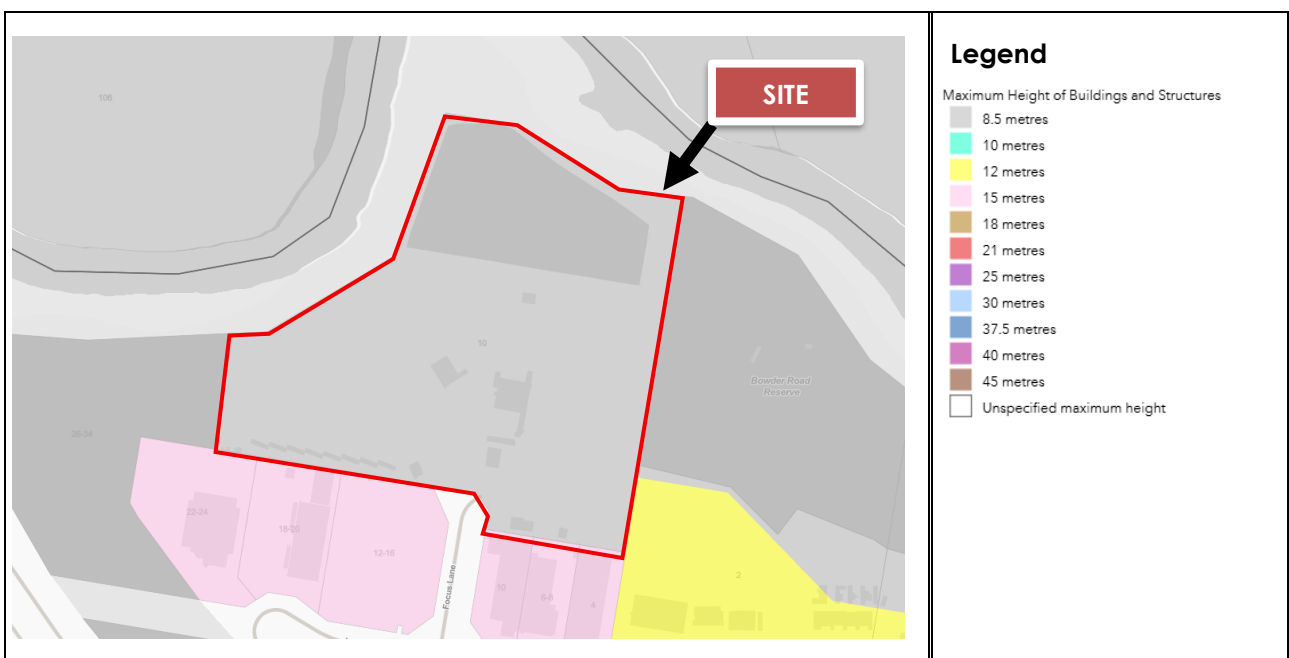 SITE
108
10
Bowder Road
Reserve
26-34
22-24
18-20
12-16
Focus Lane
10
6-8
4
2
Legend
Maximum Height of Buildings and Structures
8.5 metres
10 metres
12 metres
15 metres
18 metres
21 metres
25 metres
30 metres
37.5 metres
40 metres
45 metres
Unspecified maximum height